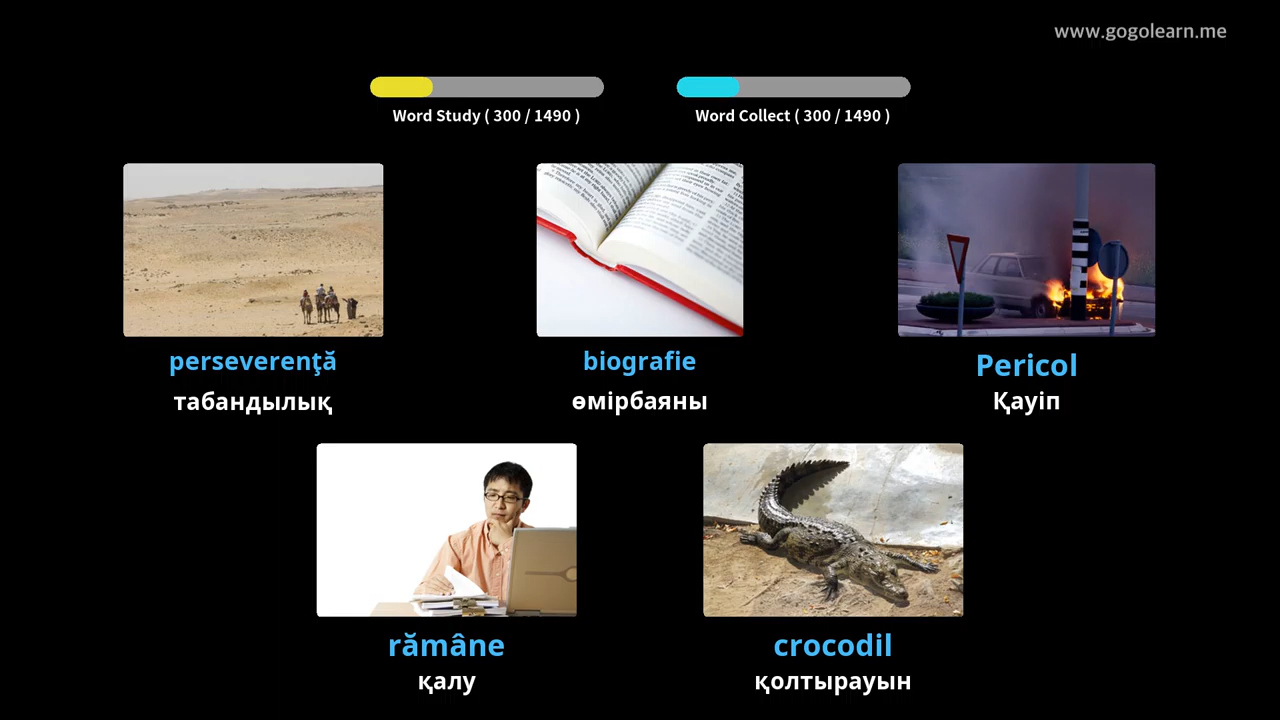 www.gogolearn.me
Word Study ( 300 / 1490 )
Word Collect ( 300 / 1490 )
perseverenţă
табандылық
biografie
өмірбаяны
Pericol
Қауіп
rămâne
қалу
crocodil
қолтырауын